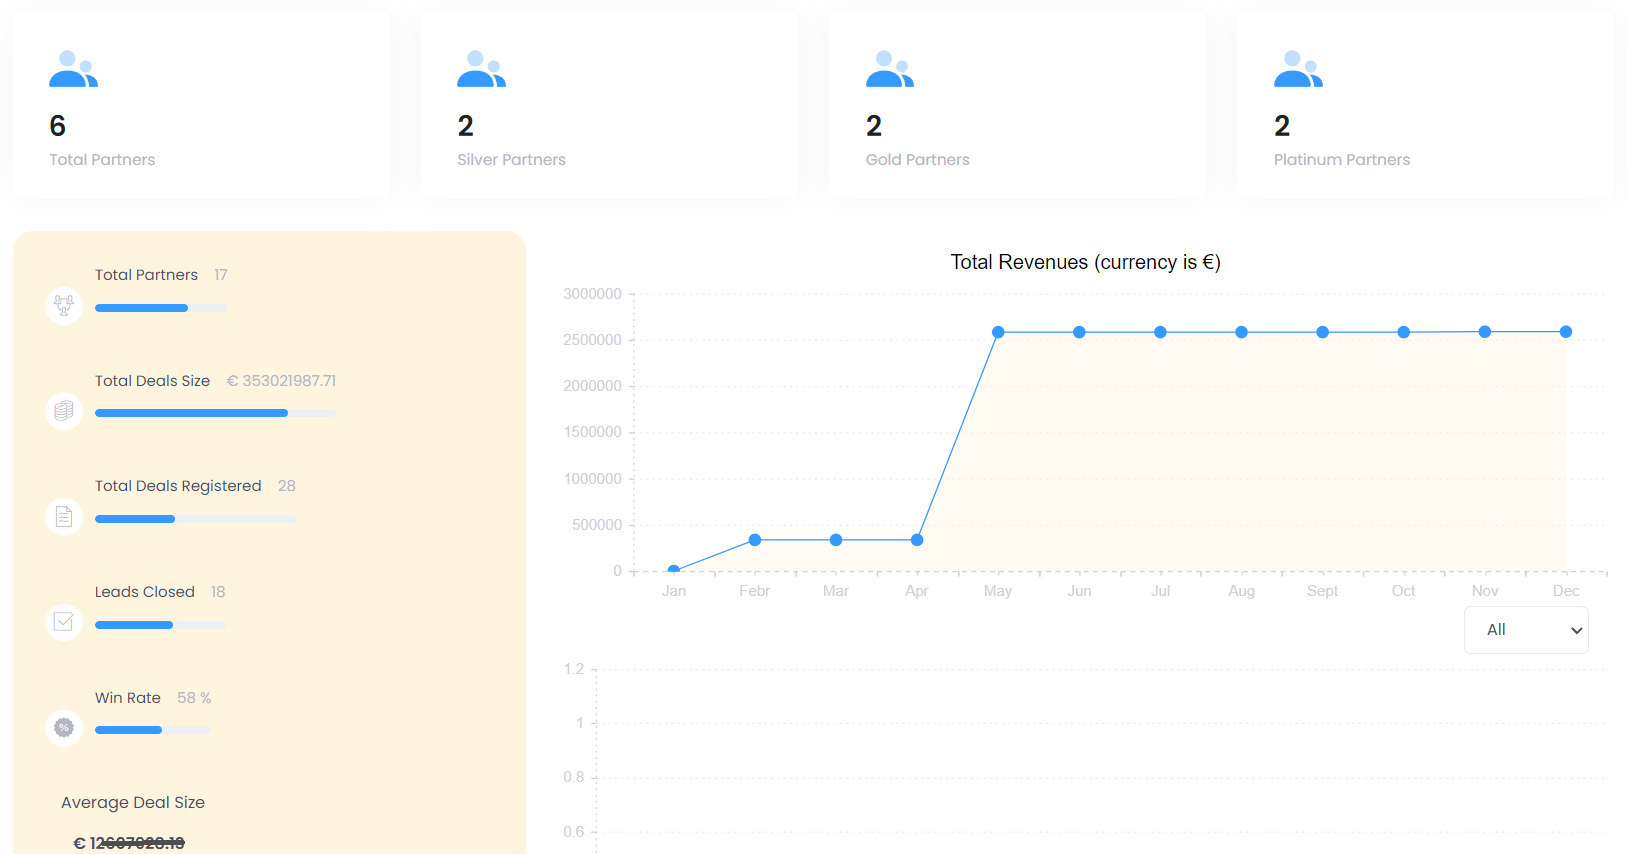 6
Total Partners
2
Silver Partners
2
Gold Partners
2
Platinum Partners
Total Partners 17
Total Deals Size € 353021987.71
Total Deals Registered 28
Leads Closed 18
Win Rate 58 %
%
Average Deal Size
Total Revenues (currency is €)
3000000
2500000
2000000
1500000
1000000
500000
0
Jan Febr Mar Apr May Jun Jul Aug Sept Oct Nov Dec
All
1.2
1
0.8
0.6